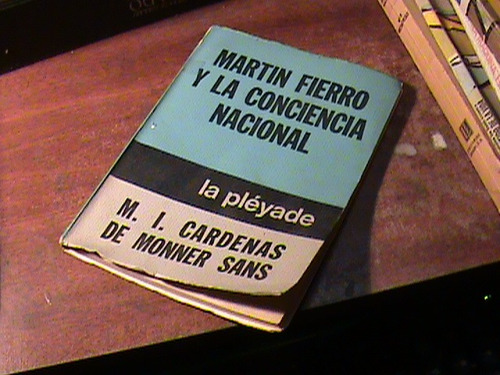 MARTIN FIERRO
Y LA CONCIENCIA
NACIONAL
la pléyade
M. I. CARDENAS
DE MONNER SANS